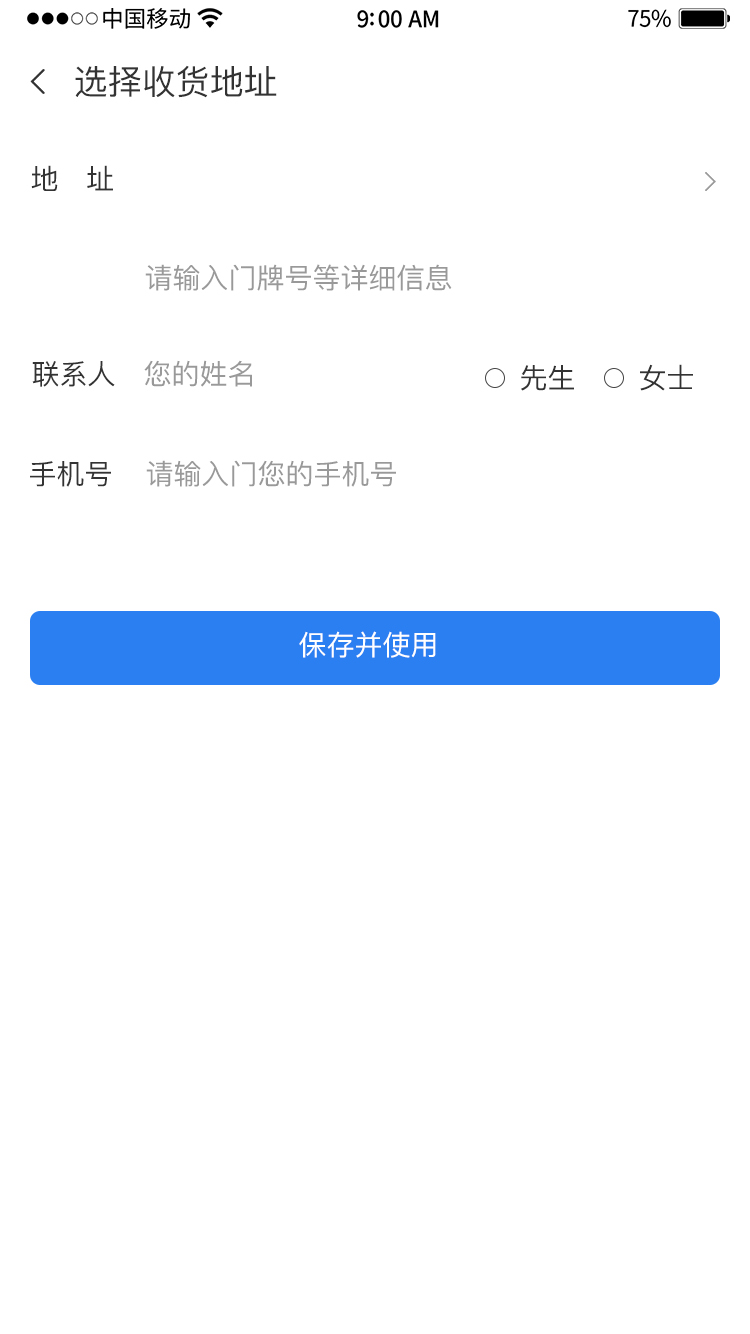 中国移动 9:00 AM 75%
选择收货地址
地 址
请输入门牌号等详细信息
联系人 您的姓名 先生 女士
手机号 请输入门您的手机号
保存并使用